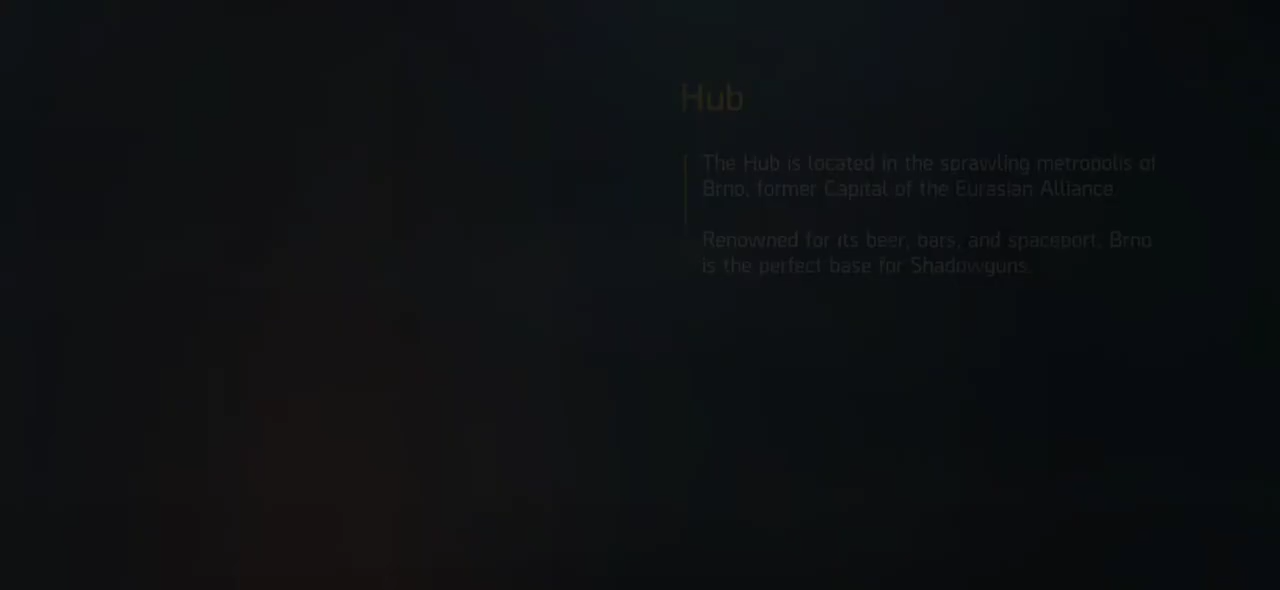 Hub
The Hub is located in the sprawling metropolis of
Brno, former Capital of the Eurasian Alliance
Renowned for its beer, bars, and spaceport, Brno
is the perfect base for Shadowguns.